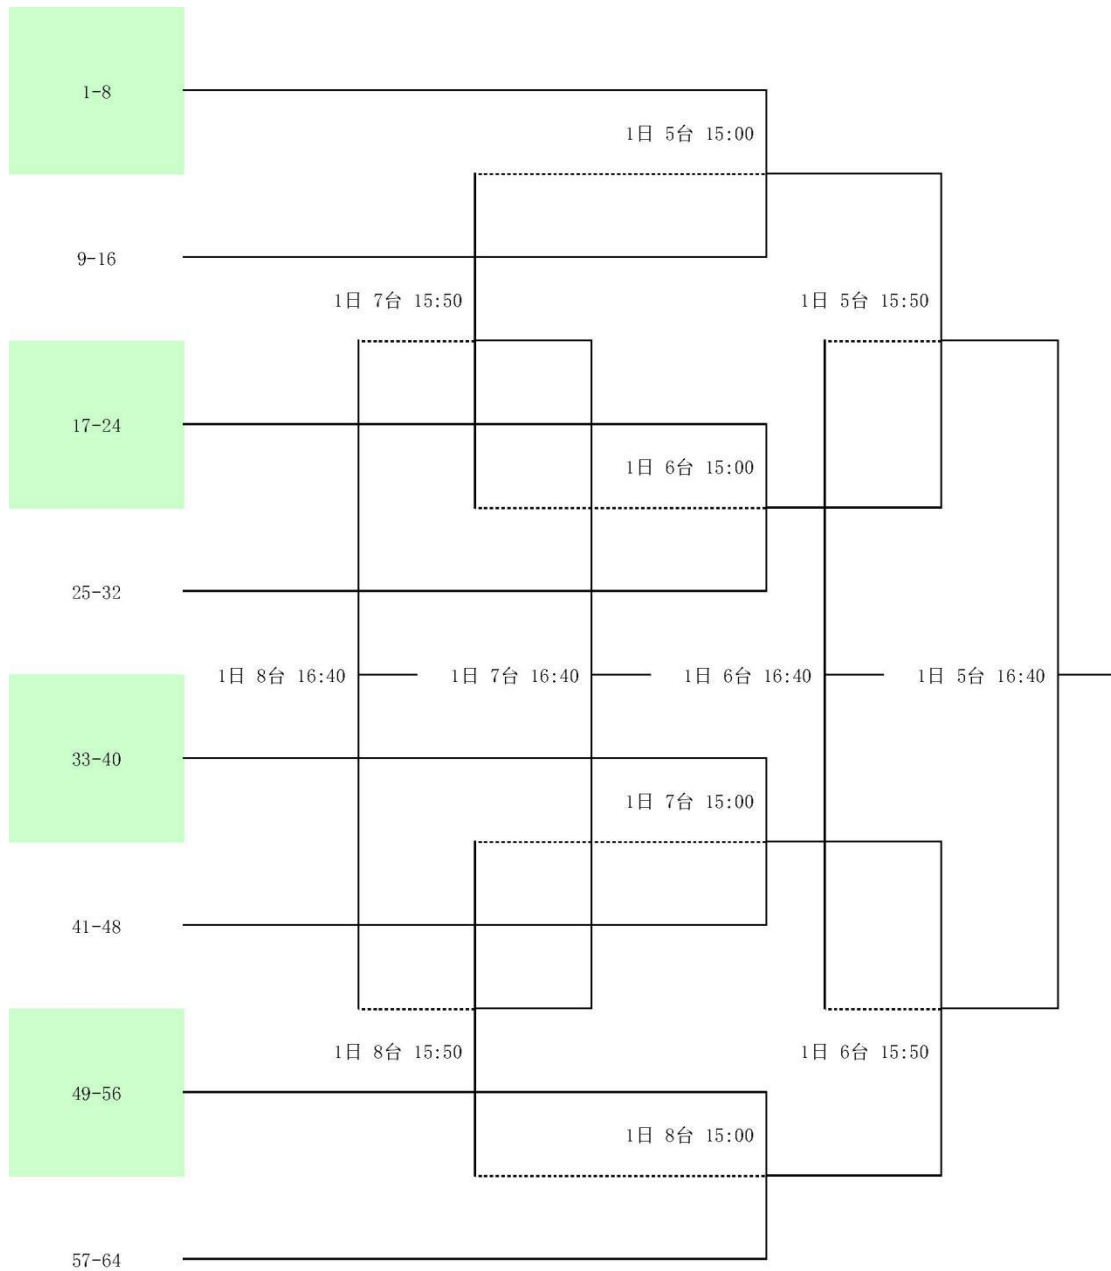 1-8
1日 5台 15:00
9-16
1日 7台 15:50
1日 5台 15:50
17-24
1日 6台 15:00
25-32
1日 8台 16:40
1日 7台 16:40
1日 6台 16:40
1日 5台 16:40
33-40
1日 7台 15:00
41-48
1日 8台 15:50
1日 6台 15:50
49-56
1日 8台 15:00
57-64